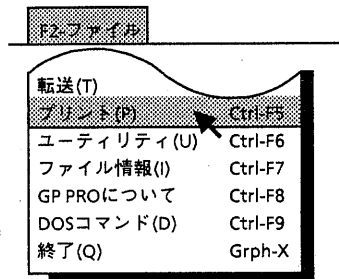 F2-ファイル
転送(T)
プリント(P) Ctrl-F5
ユーティリティ(U) Ctrl-F6
ファイル情報(I) Ctrl-F7
GP PROについて Ctrl-F8
DOSコマンド(D) Ctrl-F9
終了(Q) Grph-X